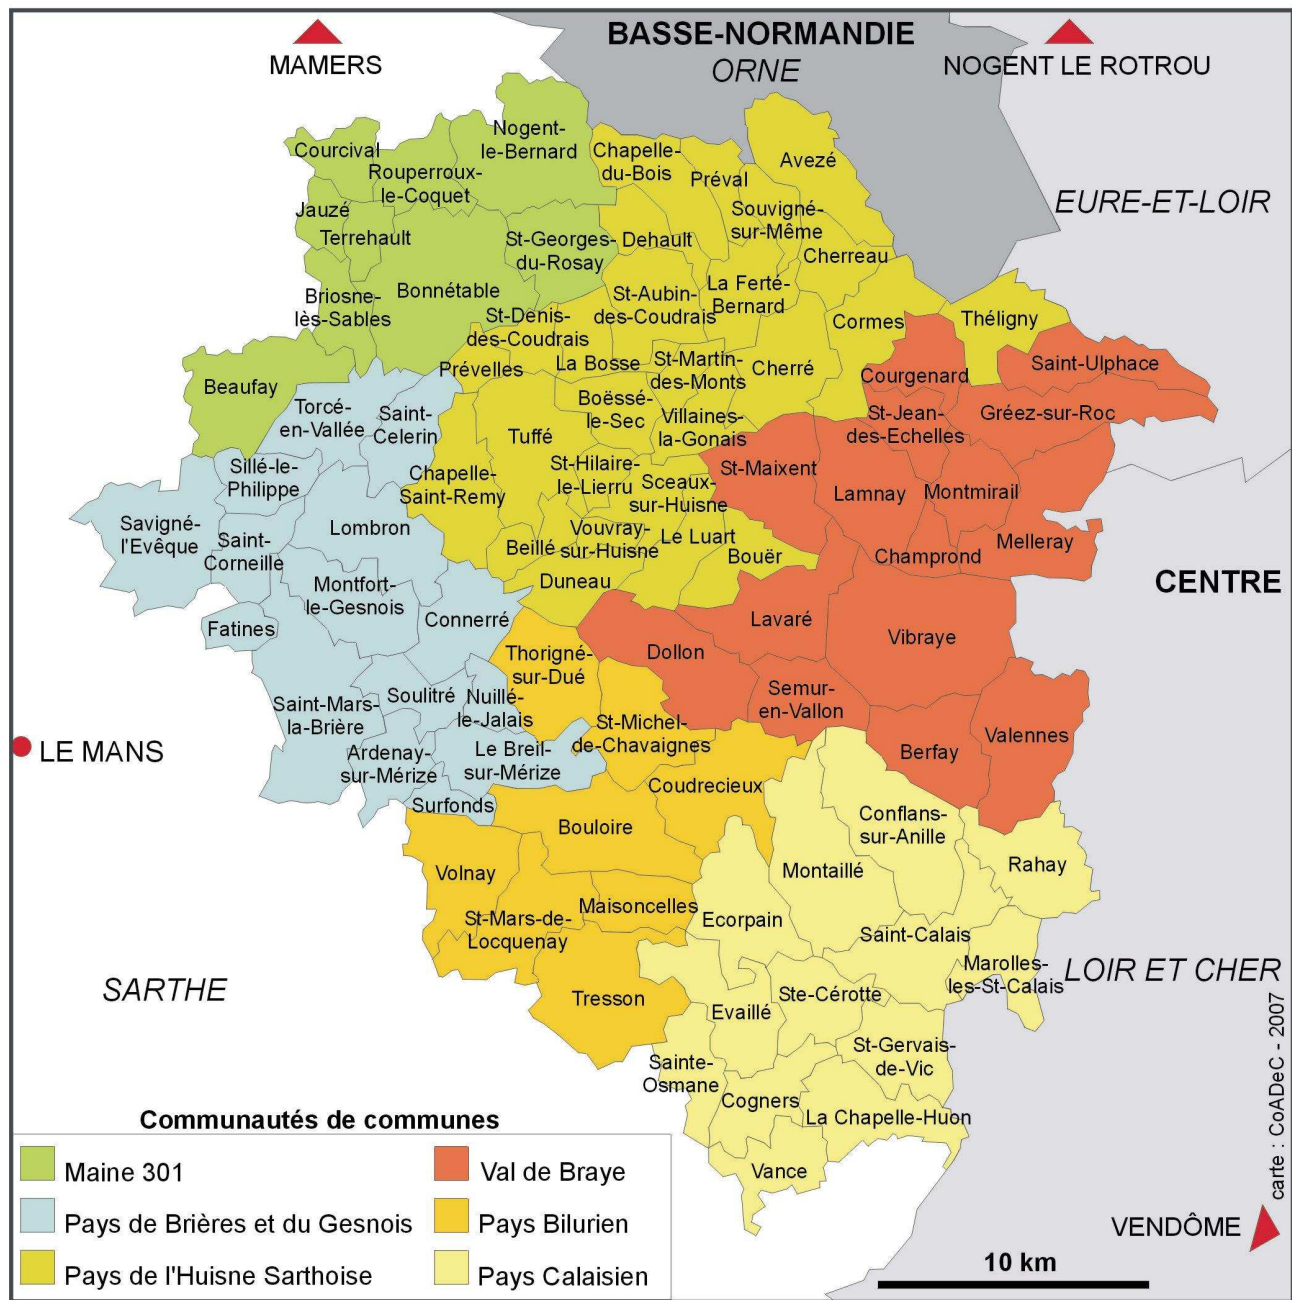 BASSE-NORMANDIE
ORNE
MAMERS
NOGENT LE ROTROU
EURE-ET-LOIR
Nogent-
le-Bernard
Courcival
Rouperroux-
le-Coquet
Chapelle-
du-Bois
Préval
Avezé
Jauzé
Terrehault
St-Georges-
du-Rosay
Dehault
Souvigné-
sur-Même
Cherreau
Briosne-
lès-Sables
Bonnétable
St-Denis-
des-Coudrais
St-Aubin-
des-Coudrais
La Ferté-
Bernard
Cormes
Théligny
Beaufay
Prévelles
La Bosse
St-Martin-
des-Monts
Cherré
Courgenard
Saint-Ulphace
Torcé-
en-Vallée
Saint-
Celerin
Tuffé
Boëssé-
le-Sec
Villaines-
la-Gonais
St-Jean-
des-Echelles
Gréez-sur-Roc
Sillé-le-
Philippe
Chapelle-
Saint-Remy
St-Hilaire-
le-Lierru
Sceaux-
sur-Huisne
St-Maixent
Lamnay
Montmirail
Savigné-
l'Evêque
Saint-
Corneille
Lombron
Beillé
Vouvray-
sur-Huisne
Le Luart
Bouër
Champrond
Melleray
CENTRE
Montfort-
le-Gesnois
Duneau
Fatines
Connerré
Lavaré
Vibraye
Thorigné-
sur-Dué
Dollon
Saint-Mars-
la-Brière
Soulitré
Nuillé-
le-Jalais
St-Michel-
de-Chavaignes
Semur-
en-Vallon
Berfay
Valennes
LE MANS
Ardenay-
sur-Mérize
Le Breil-
sur-Mérize
Coudrecieux
Surfonds
Bouloire
Conflans-
sur-Anille
Volnay
Montaillé
Rahay
St-Mars-de-
Locquenay
Maisoncelles
Ecorpain
Saint-Calais
Marolles-
les-St-Calais
LOIR ET CHER
SARTHE
Tresson
Evaillé
Ste-Cérotte
Sainte-
Osmane
St-Gervais-
de-Vic
Cogners
La Chapelle-Huon
Vance
Communautés de communes
Maine 301
Pays de Brières et du Gesnois
Pays de l'Huisne Sarthoise
Val de Braye
Pays Bilurien
Pays Calaisien
10 km
VENDÔME
carte : CoADeC - 2007